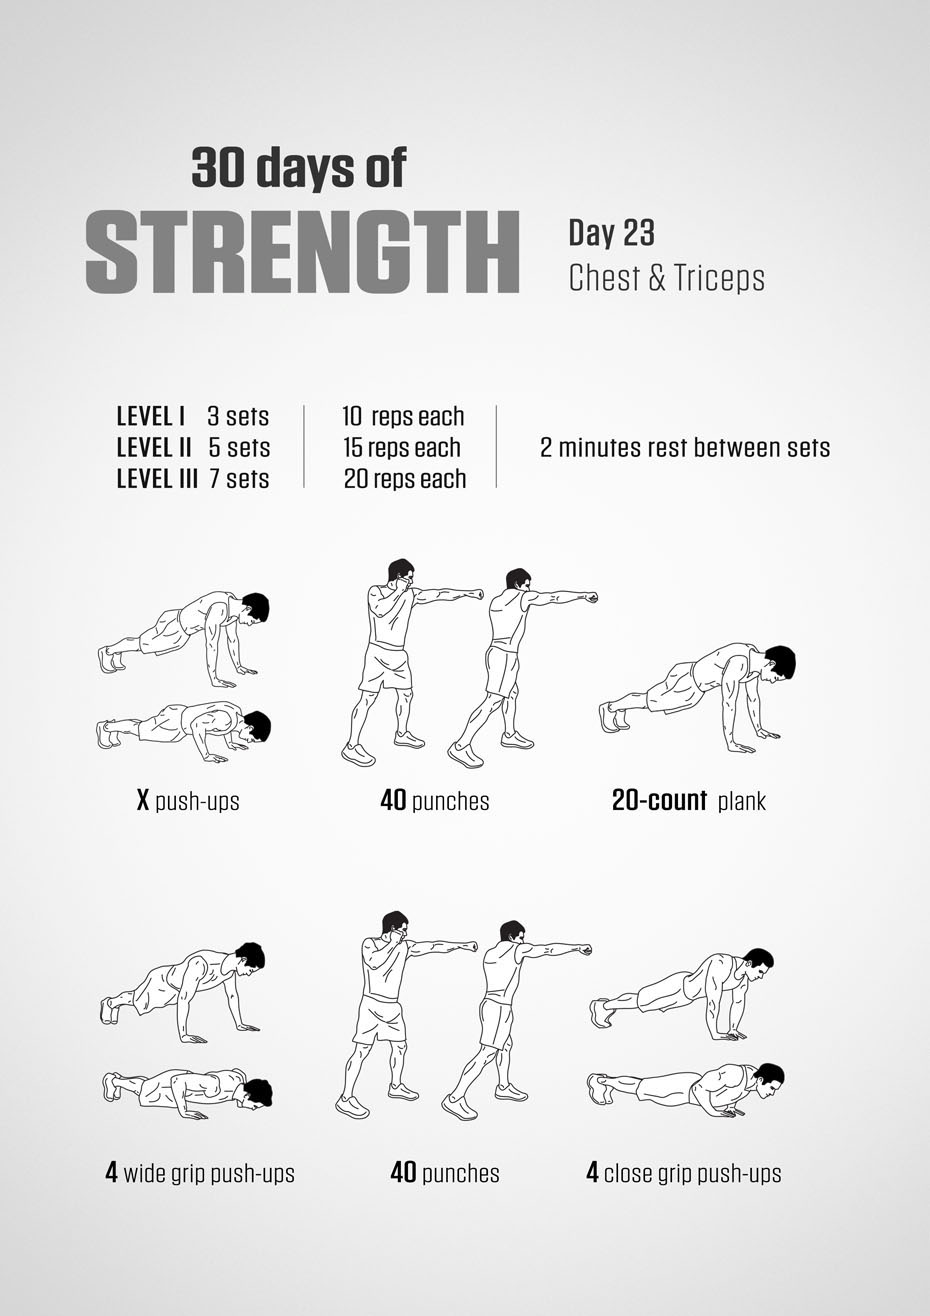 30 days of
STRENGTH
Day 23
Chest & Triceps
LEVEL I 3 sets
LEVEL II 5 sets
LEVEL III 7 sets
10 reps each
15 reps each
20 reps each
2 minutes rest between sets
X push-ups
40 punches
20-count plank
4 wide grip push-ups
40 punches
4 close grip push-ups